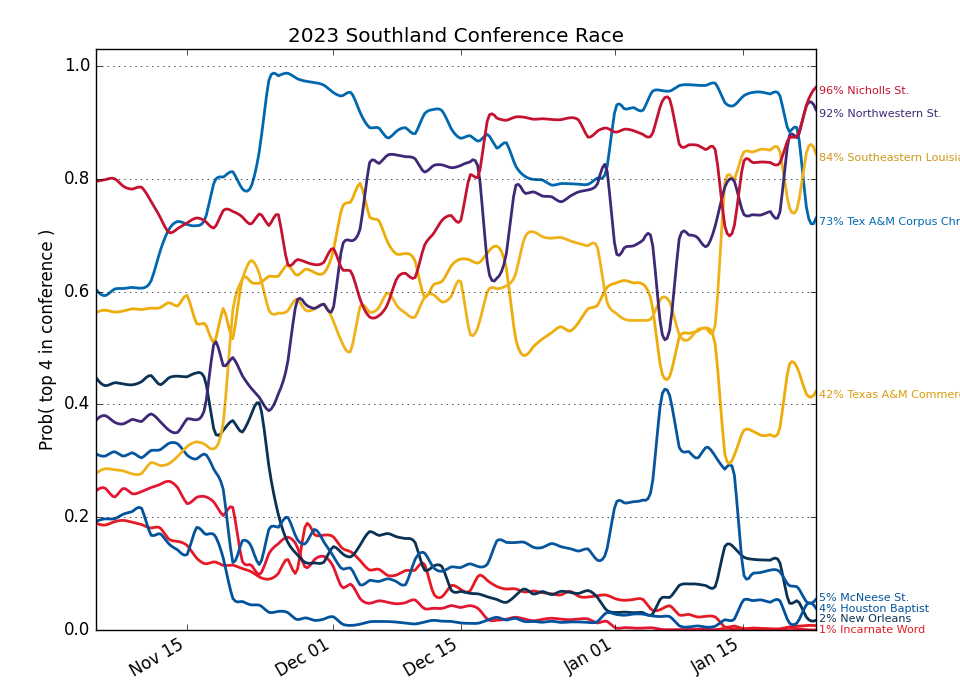 2023 Southland Conference Race
Prob( top 4 in conference )
1.0
0.8
0.6
0.4
0.2
0.0
Nov 15
Dec 01
Dec 15
Jan 01
Jan 15
96% Nicholls St.
92% Northwestern St.
84% Southeastern Louisia
73% Tex A&M Corpus Chr
42% Texas A&M Commerc
5% McNeese St.
4% Houston Baptist
2% New Orleans
1% Incarnate Word